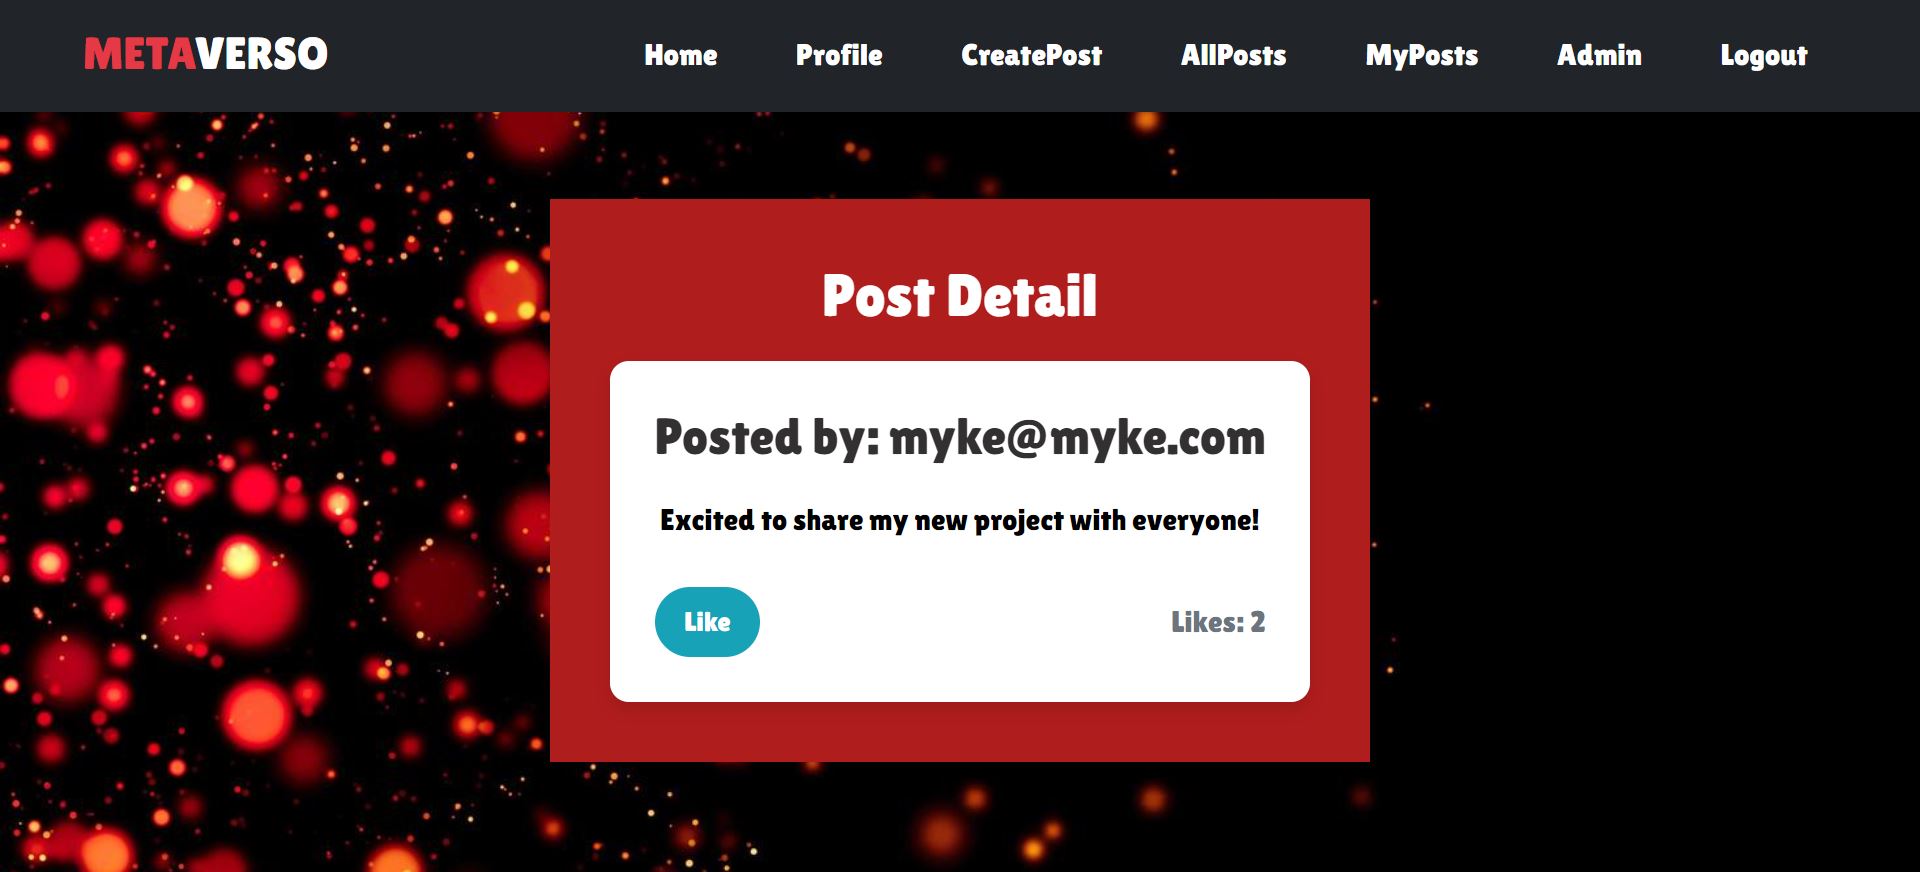 METAVERSO
Home Profile CreatePost AllPosts MyPosts Admin Logout
Post Detail
Posted by: myke@myke.com
Excited to share my new project with everyone!
Like
Likes: 2